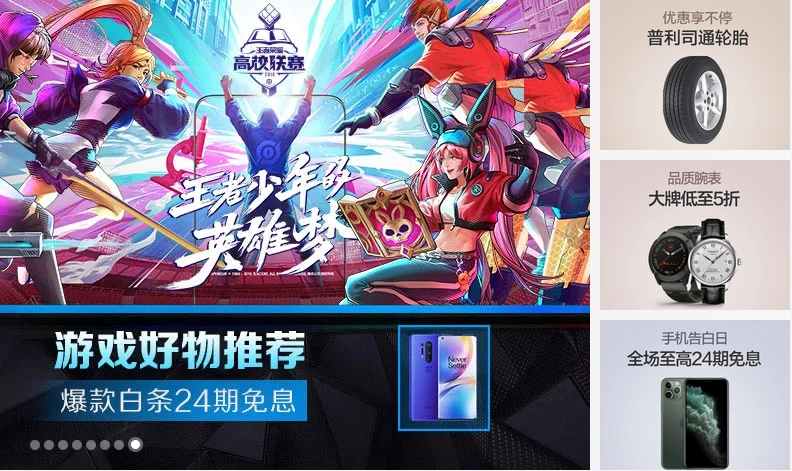 王者荣耀
高校联赛
2018
王者少年的
英雄梦
游戏好物推荐
爆款白条24期免息
Never
Settle
优惠享不停
普利司通轮胎
品质腕表
大牌低至5折
手机告白日
全场至高24期免息